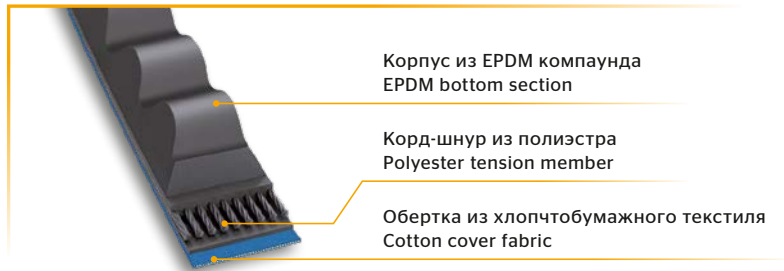 Корпус из EPDM компаунда
EPDM bottom section
Корд-шнур из полиэстра
Polyester tension member
Обертка из хлопчтобумажного текстиля
Cotton cover fabric